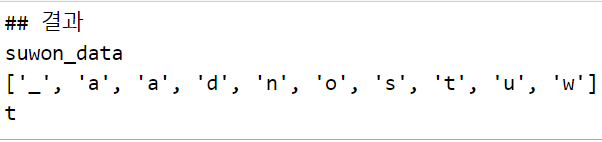 ## 결과
suwon_data
['_', 'a', 'a', 'd', 'n', 'o', 's', 't', 'u', 'w']
t